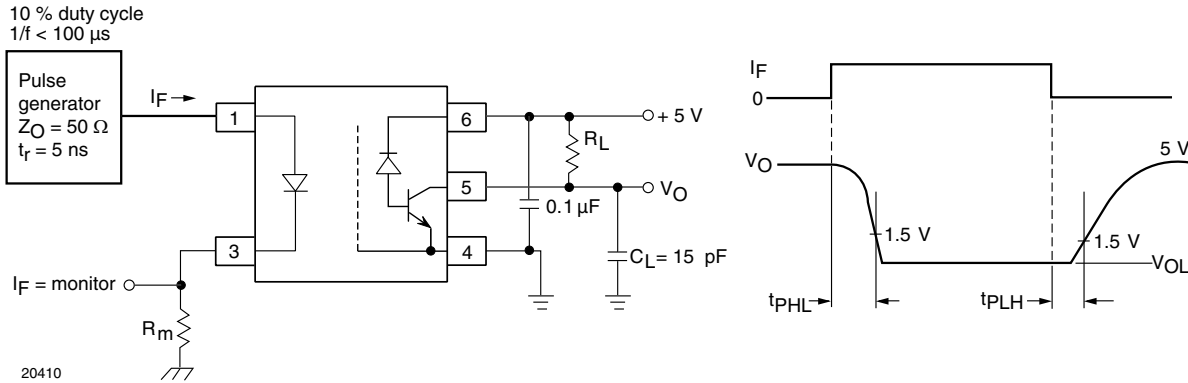 10 % duty cycle
1/f < 100 µs
Pulse
generator
Z_O = 50 Ω
t_r = 5 ns
I_F
1
3
I_F = monitor
R_m
6
5
4
R_L
+ 5 V
V_O
0.1 µF
C_L = 15 pF
20410
I_F
0
V_O
5 V
1.5 V
1.5 V
V_OL
t_PHL
t_PLH